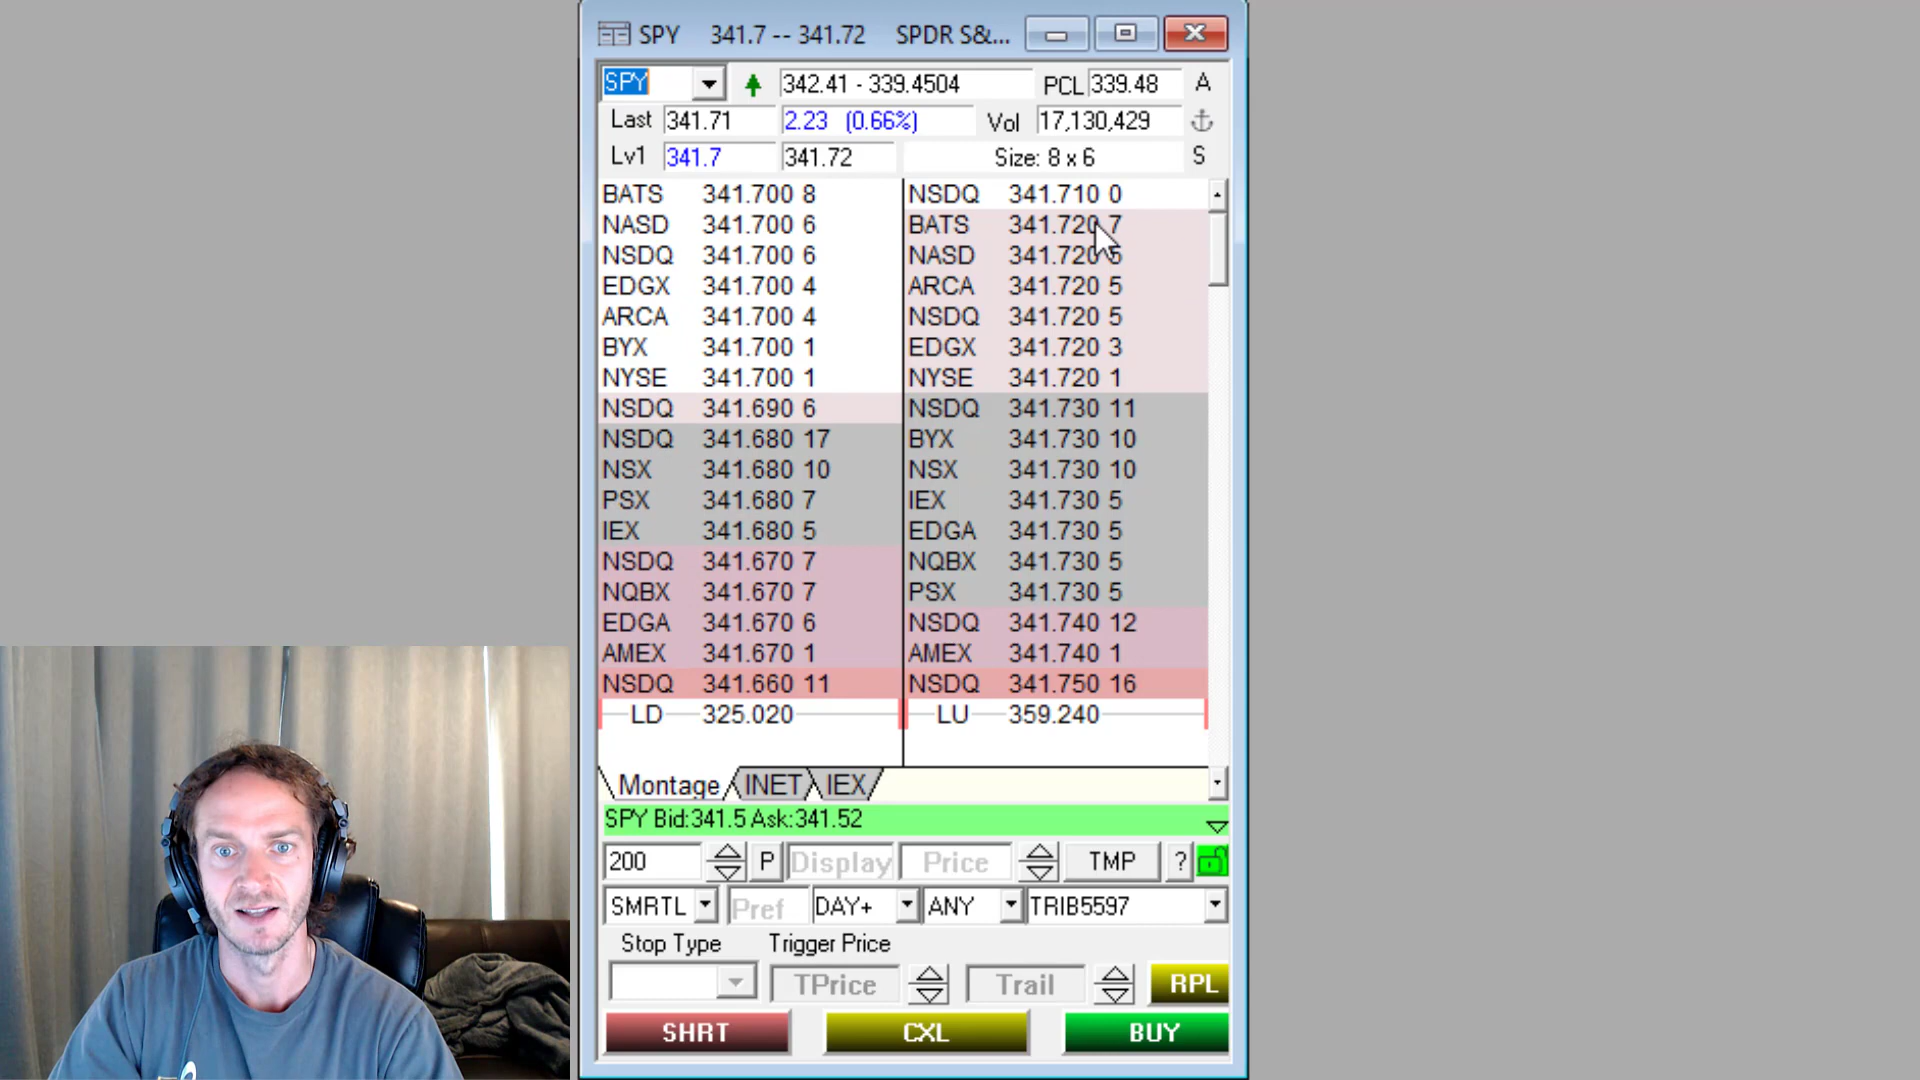 SPY 341.7 -- 341.72 SPDR S&...
SPY 342.41 - 339.4504 PCL 339.48 A
Last 341.71 2.23 (0.66%) Vol 17,130,429
Lv1 341.7 341.72 Size: 8 x 6 S
BATS 341.700 8 NSDQ 341.710 0
NASD 341.700 6 BATS 341.720 7
NSDQ 341.700 6 NASD 341.720
EDGX 341.700 4 ARCA 341.720 5
ARCA 341.700 4 NSDQ 341.720 5
BYX 341.700 1 EDGX 341.720 3
NYSE 341.700 1 NYSE 341.720 1
NSDQ 341.690 6 NSDQ 341.730 11
NSDQ 341.680 17 BYX 341.730 10
NSX 341.680 10 NSX 341.730 10
PSX 341.680 7 IEX 341.730 5
IEX 341.680 5 EDGA 341.730 5
NSDQ 341.670 7 NQBX 341.730 5
NQBX 341.670 7 PSX 341.730 5
EDGA 341.670 6 NSDQ 341.740 12
AMEX 341.670 1 AMEX 341.740 1
NSDQ 341.660 11 NSDQ 341.750 16
LD 325.020 LU 359.240
Montage INET IEX
SPY Bid:341.5 Ask:341.52
200 P Display Price TMP ?
SMRTL Pref DAY+ ANY TRIB5597
Stop Type Trigger Price
TPrice Trail RPL
SHRT CXL BUY